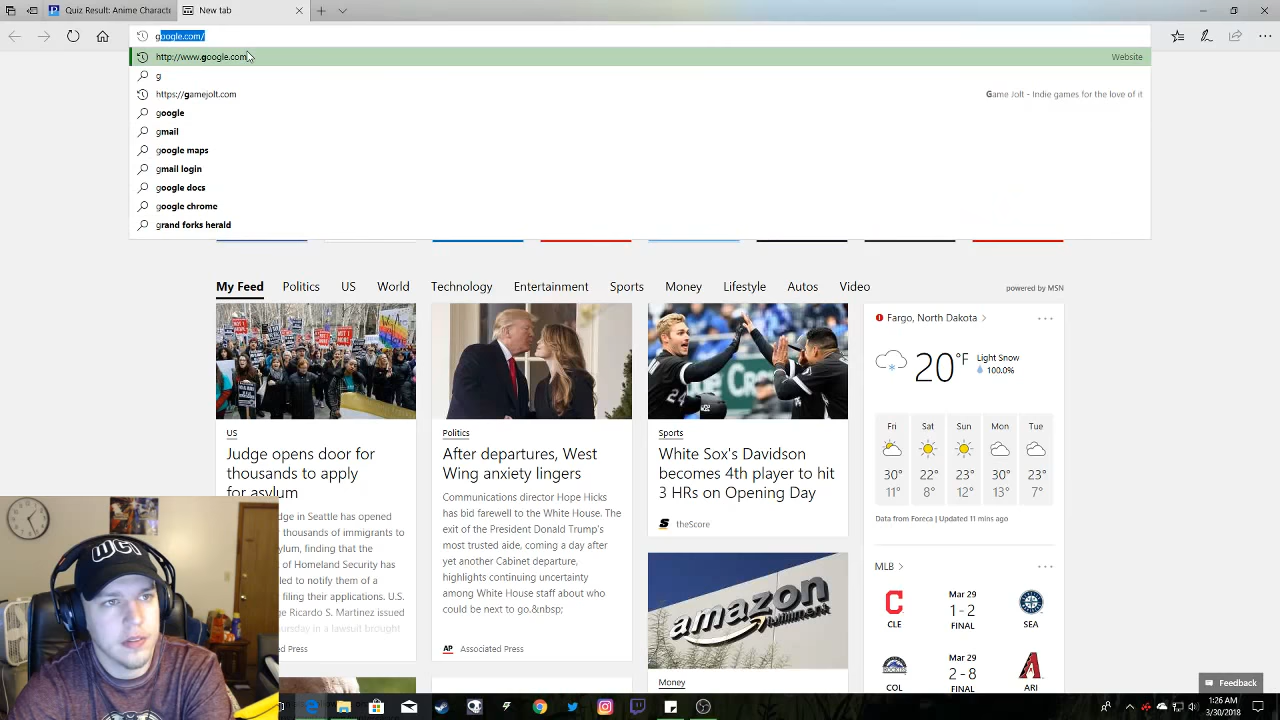 Quiz Result: Anime Charact
New tab
google.com/
http://www.google.com/
Website
g
https://gamejolt.com
Game Jolt - Indie games for the love of it
google
gmail
google maps
gmail login
google docs
google chrome
grand forks herald
My Feed
Politics
US
World
Technology
Entertainment
Sports
Money
Lifestyle
Autos
Video
powered by MSN
US
Judge opens door for
thousands to apply
for asylum
dge in Seattle has opened
thousands of immigrants to
ylum, finding that the
of Homeland Security has
led to notify them of a
filing their applications. U.S.
e Ricardo S. Martinez issued
ursday in a lawsuit brought
d Press
Politics
After departures, West
Wing anxiety lingers
Communications director Hope Hicks
has bid farewell to the White House. The
exit of the President Donald Trump's
most trusted aide, coming a day after
yet another Cabinet departure,
highlights continuing uncertainty
among White House staff about who
could be next to go.&nbsp;
AP Associated Press
Sports
White Sox's Davidson
becomes 4th player to hit
3 HRs on Opening Day
theScore
amazon
Money
Fargo, North Dakota
20°F
Light Snow
100.0%
Fri
Sat
Sun
Mon
Tue
30°
22°
23°
30°
23°
11°
8°
12°
13°
7°
Data from Foreca | Updated 11 mins ago
MLB
CLE
Mar 29
1-2
FINAL
SEA
COL
Mar 29
2-8
FINAL
ARI
Feedback
1:26 AM
3/30/2018